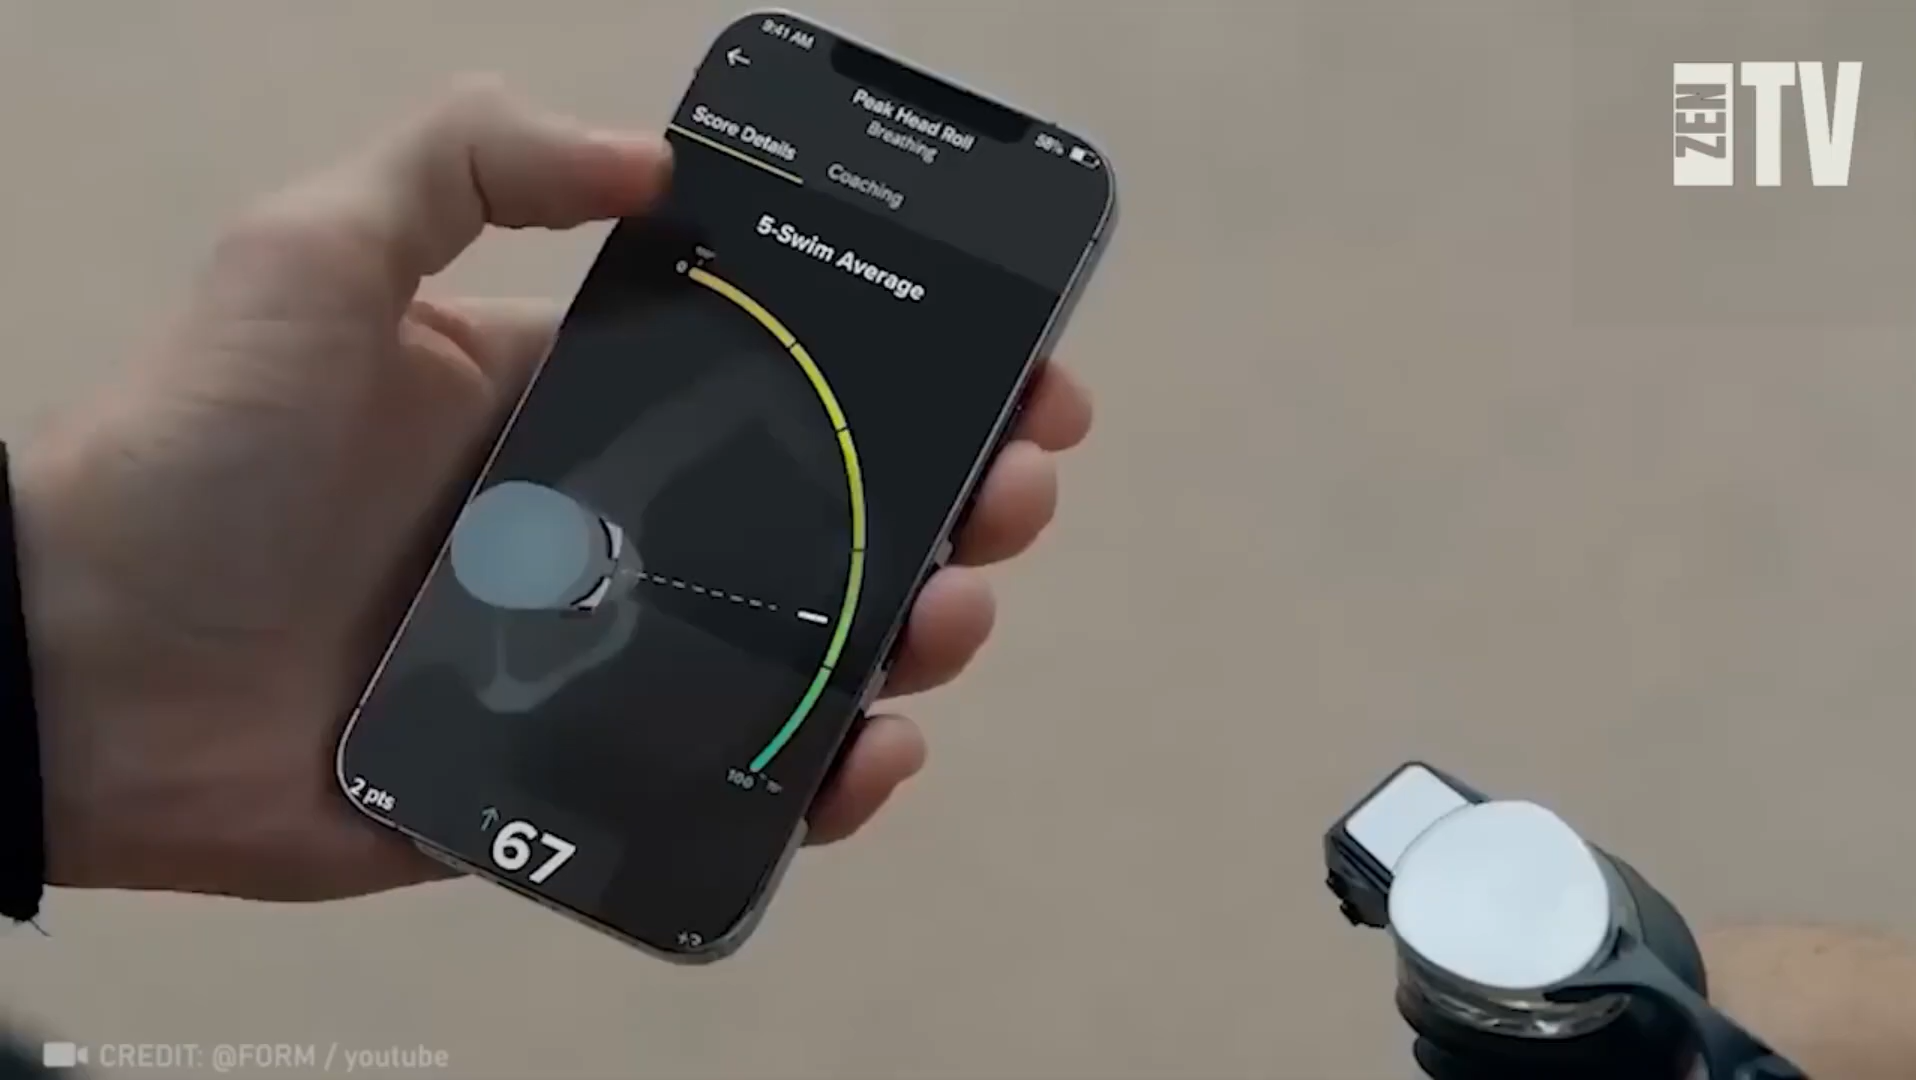 9:41 AM
58%
Peak Head Roll
Breathing
Score Details
Coaching
5-Swim Average
0
100
2 pts
↑67
ZEN TV
CREDIT: @FORM / youtube